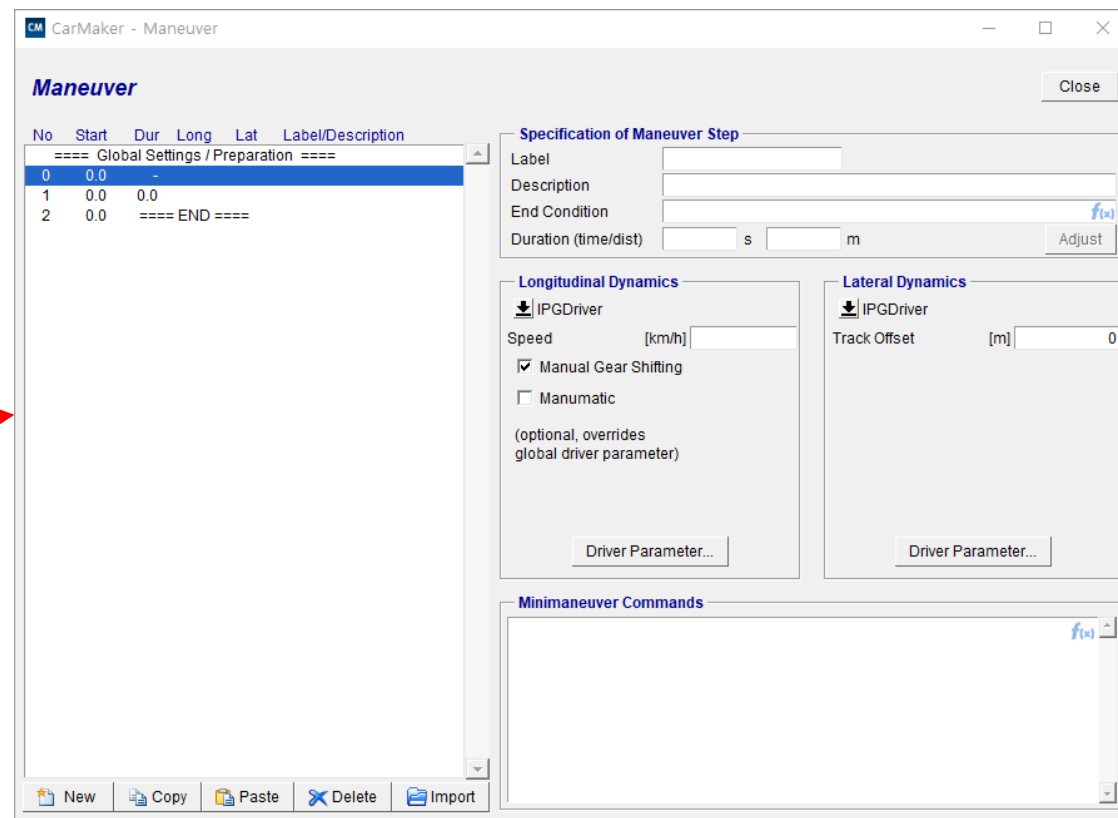 CM CarMaker - Maneuver
Maneuver
Close
No Start Dur Long Lat Label/Description
==== Global Settings / Preparation ====
0 0.0 -
1 0.0 0.0
2 0.0 ==== END ====
New Copy Paste Delete Import
Specification of Maneuver Step
Label
Description
End Condition f(x)
Duration (time/dist) s m Adjust
Longitudinal Dynamics
IPGDriver
Speed [km/h]
Manual Gear Shifting
Manumatic
(optional, overrides
global driver parameter)
Driver Parameter...
Lateral Dynamics
IPGDriver
Track Offset [m] 0
Driver Parameter...
Minimaneuver Commands
f(x)